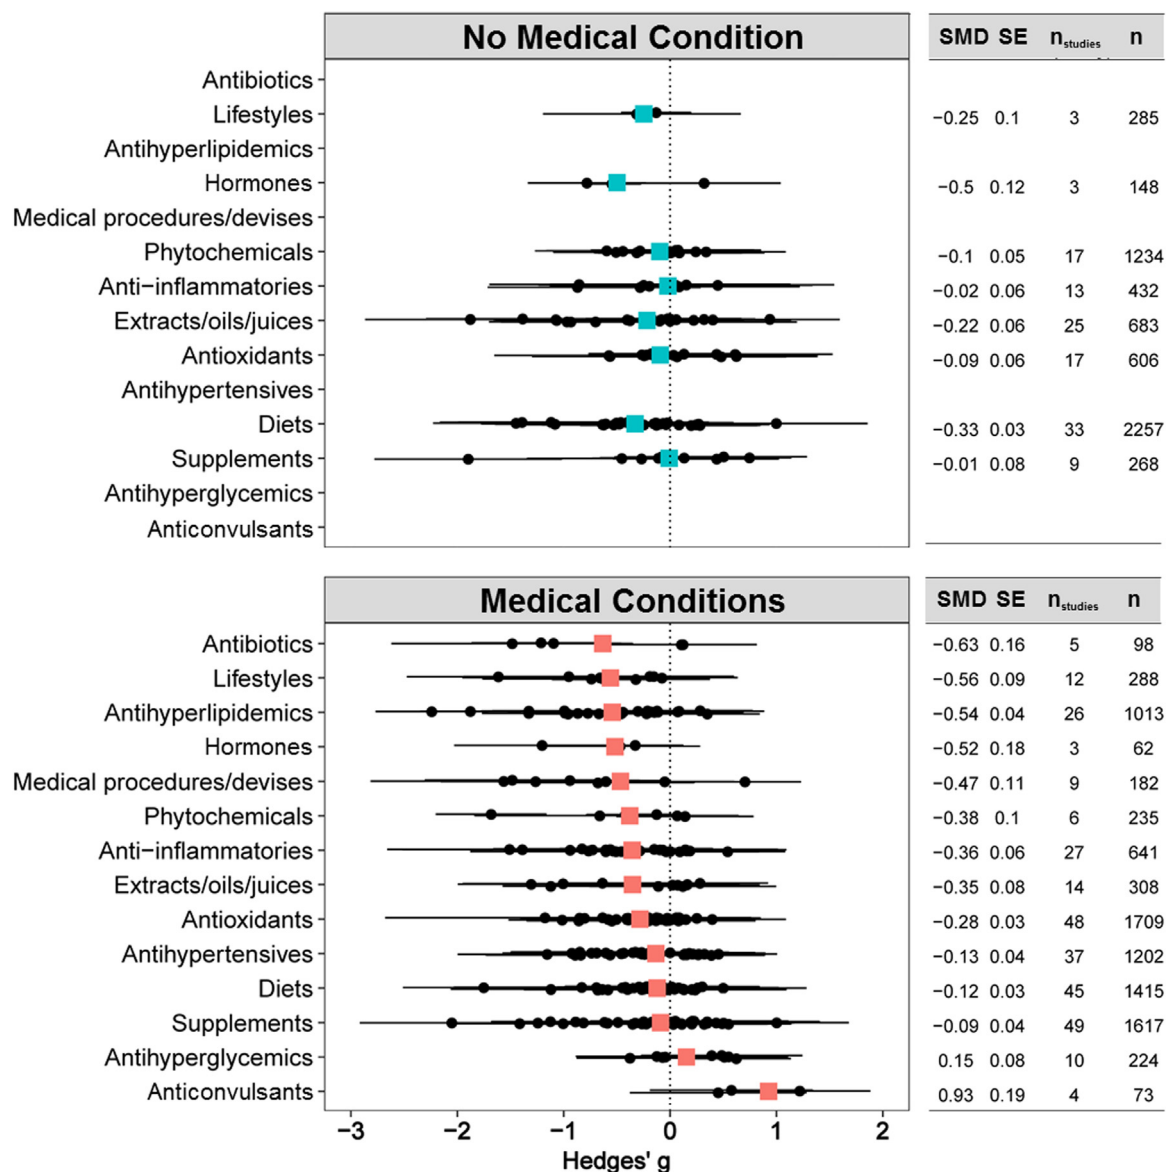 No Medical Condition SMD SE nstudies n
Antibiotics
Lifestyles −0.25 0.1 3 285
Antihyperlipidemics
Hormones −0.5 0.12 3 148
Medical procedures/devises
Phytochemicals −0.1 0.05 17 1234
Anti−inflammatories −0.02 0.06 13 432
Extracts/oils/juices −0.22 0.06 25 683
Antioxidants −0.09 0.06 17 606
Antihypertensives
Diets −0.33 0.03 33 2257
Supplements −0.01 0.08 9 268
Antihyperglycemics
Anticonvulsants
Medical Conditions SMD SE nstudies n
Antibiotics −0.63 0.16 5 98
Lifestyles −0.56 0.09 12 288
Antihyperlipidemics −0.54 0.04 26 1013
Hormones −0.52 0.18 3 62
Medical procedures/devises −0.47 0.11 9 182
Phytochemicals −0.38 0.1 6 235
Anti−inflammatories −0.36 0.06 27 641
Extracts/oils/juices −0.35 0.08 14 308
Antioxidants −0.28 0.03 48 1709
Antihypertensives −0.13 0.04 37 1202
Diets −0.12 0.03 45 1415
Supplements −0.09 0.04 49 1617
Antihyperglycemics 0.15 0.08 10 224
Anticonvulsants 0.93 0.19 4 73
−3 −2 −1 0 1 2
Hedges' g